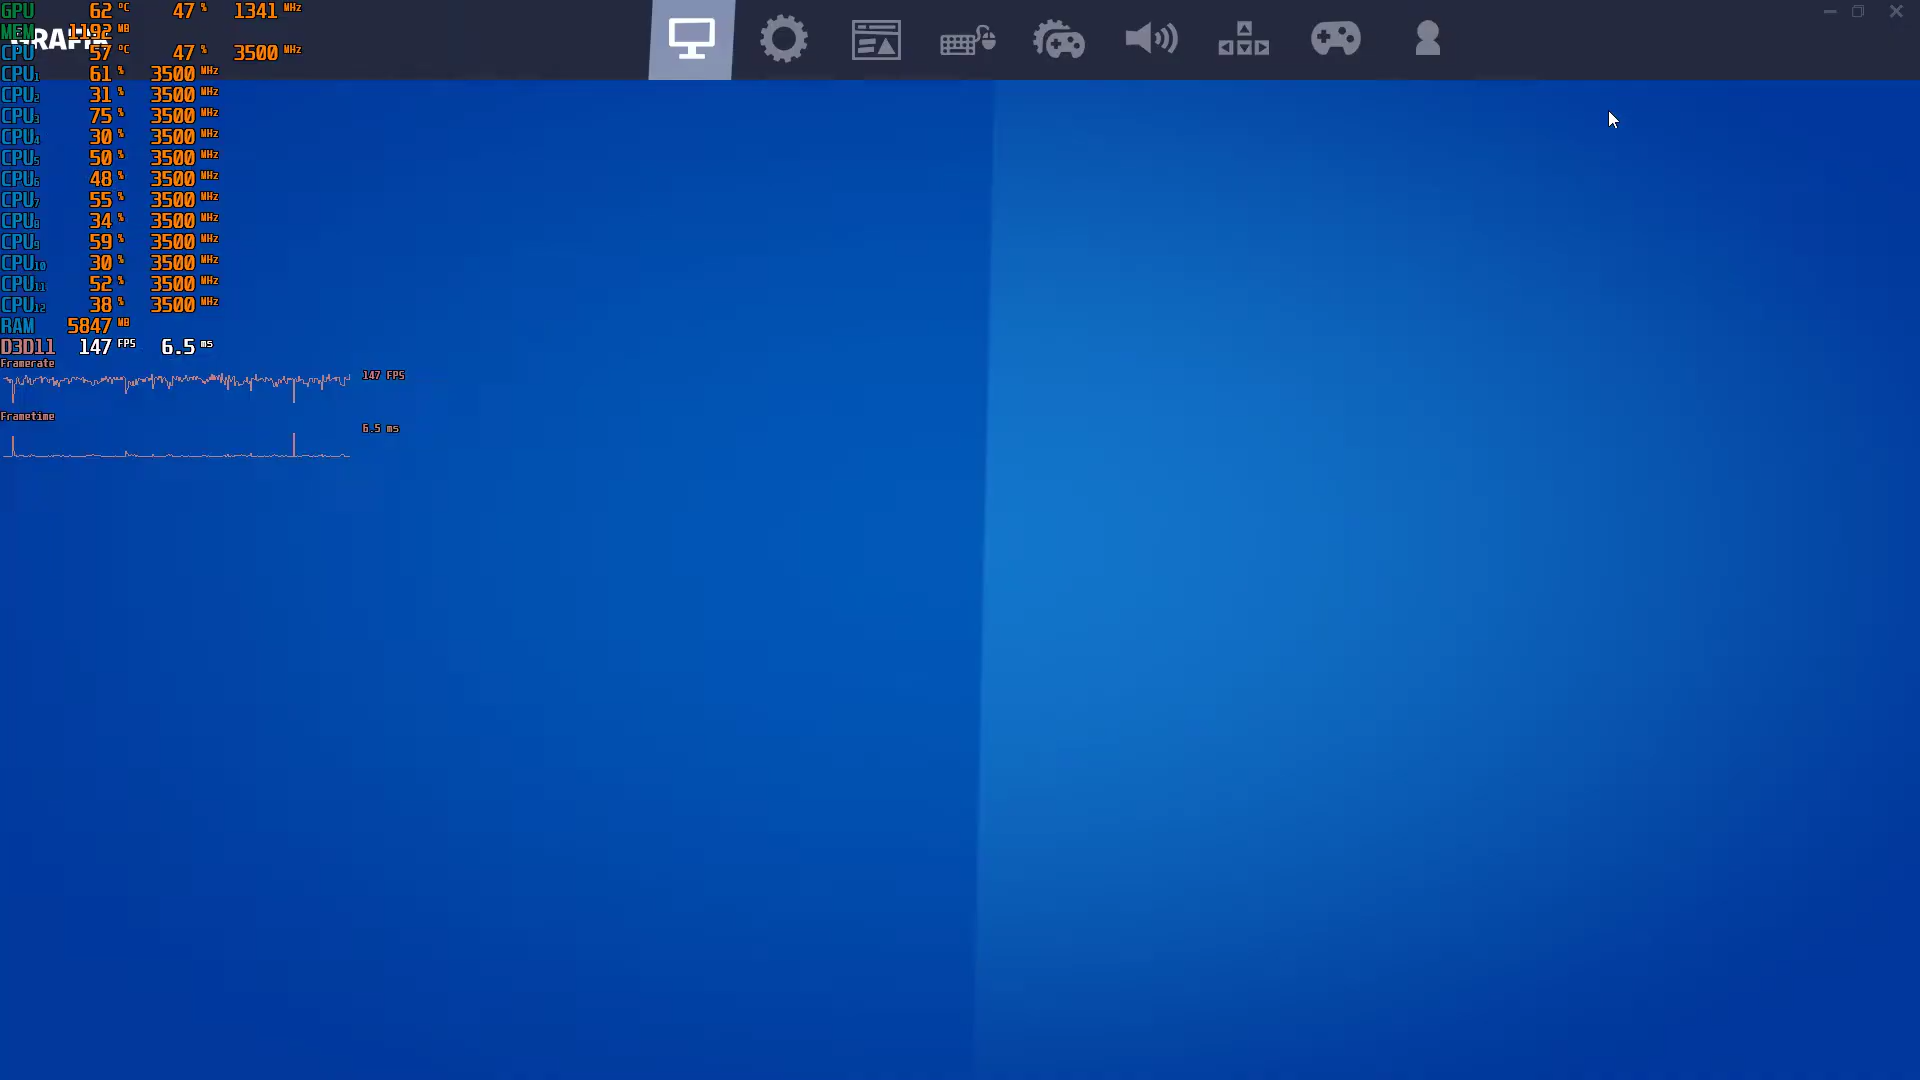 GPU 62 °C 47 % 1341 MHz
MEM 1192 MB
GRAFIK
CPU 57 °C 47 % 3500 MHz
CPU1 61 % 3500 MHz
CPU2 31 % 3500 MHz
CPU3 75 % 3500 MHz
CPU4 30 % 3500 MHz
CPU5 50 % 3500 MHz
CPU6 48 % 3500 MHz
CPU7 55 % 3500 MHz
CPU8 34 % 3500 MHz
CPU9 59 % 3500 MHz
CPU10 30 % 3500 MHz
CPU11 52 % 3500 MHz
CPU12 38 % 3500 MHz
RAM 5847 MB
D3D11 147 FPS 6.5 ms
Framerate
147 FPS
Frametime
6.5 ms